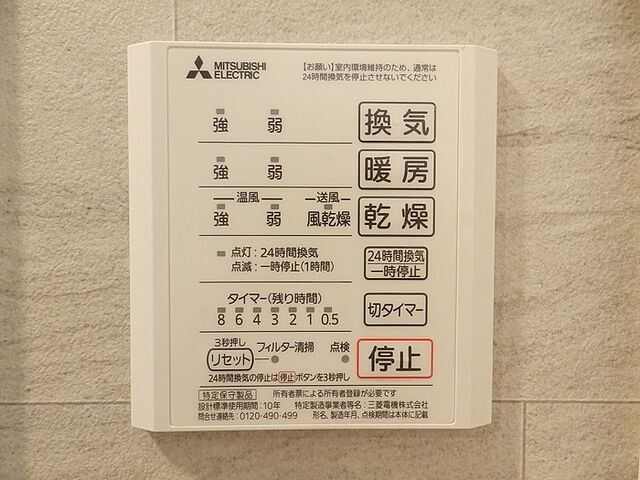 MITSUBISHI
ELECTRIC
【お願い】室内環境維持のため、通常は
24時間換気を停止させないでください
強 弱 換気
強 弱 暖房
温風 送風
強 弱 風乾燥 乾燥
点灯：24時間換気
点滅：一時停止(1時間)
24時間換気
一時停止
タイマー(残り時間)
8 6 4 3 2 1 0.5
切タイマー
3秒押し
リセット フィルター清掃 点検
停止
24時間換気の停止は停止ボタンを3秒押し
特定保守製品 所有者票による所有者登録が必要です
設計標準使用期間：10年 特定製造事業者等名：三菱電機株式会社
問合せ連絡先：0120-490-499 形名、製造年月、点検期間は本体に記載